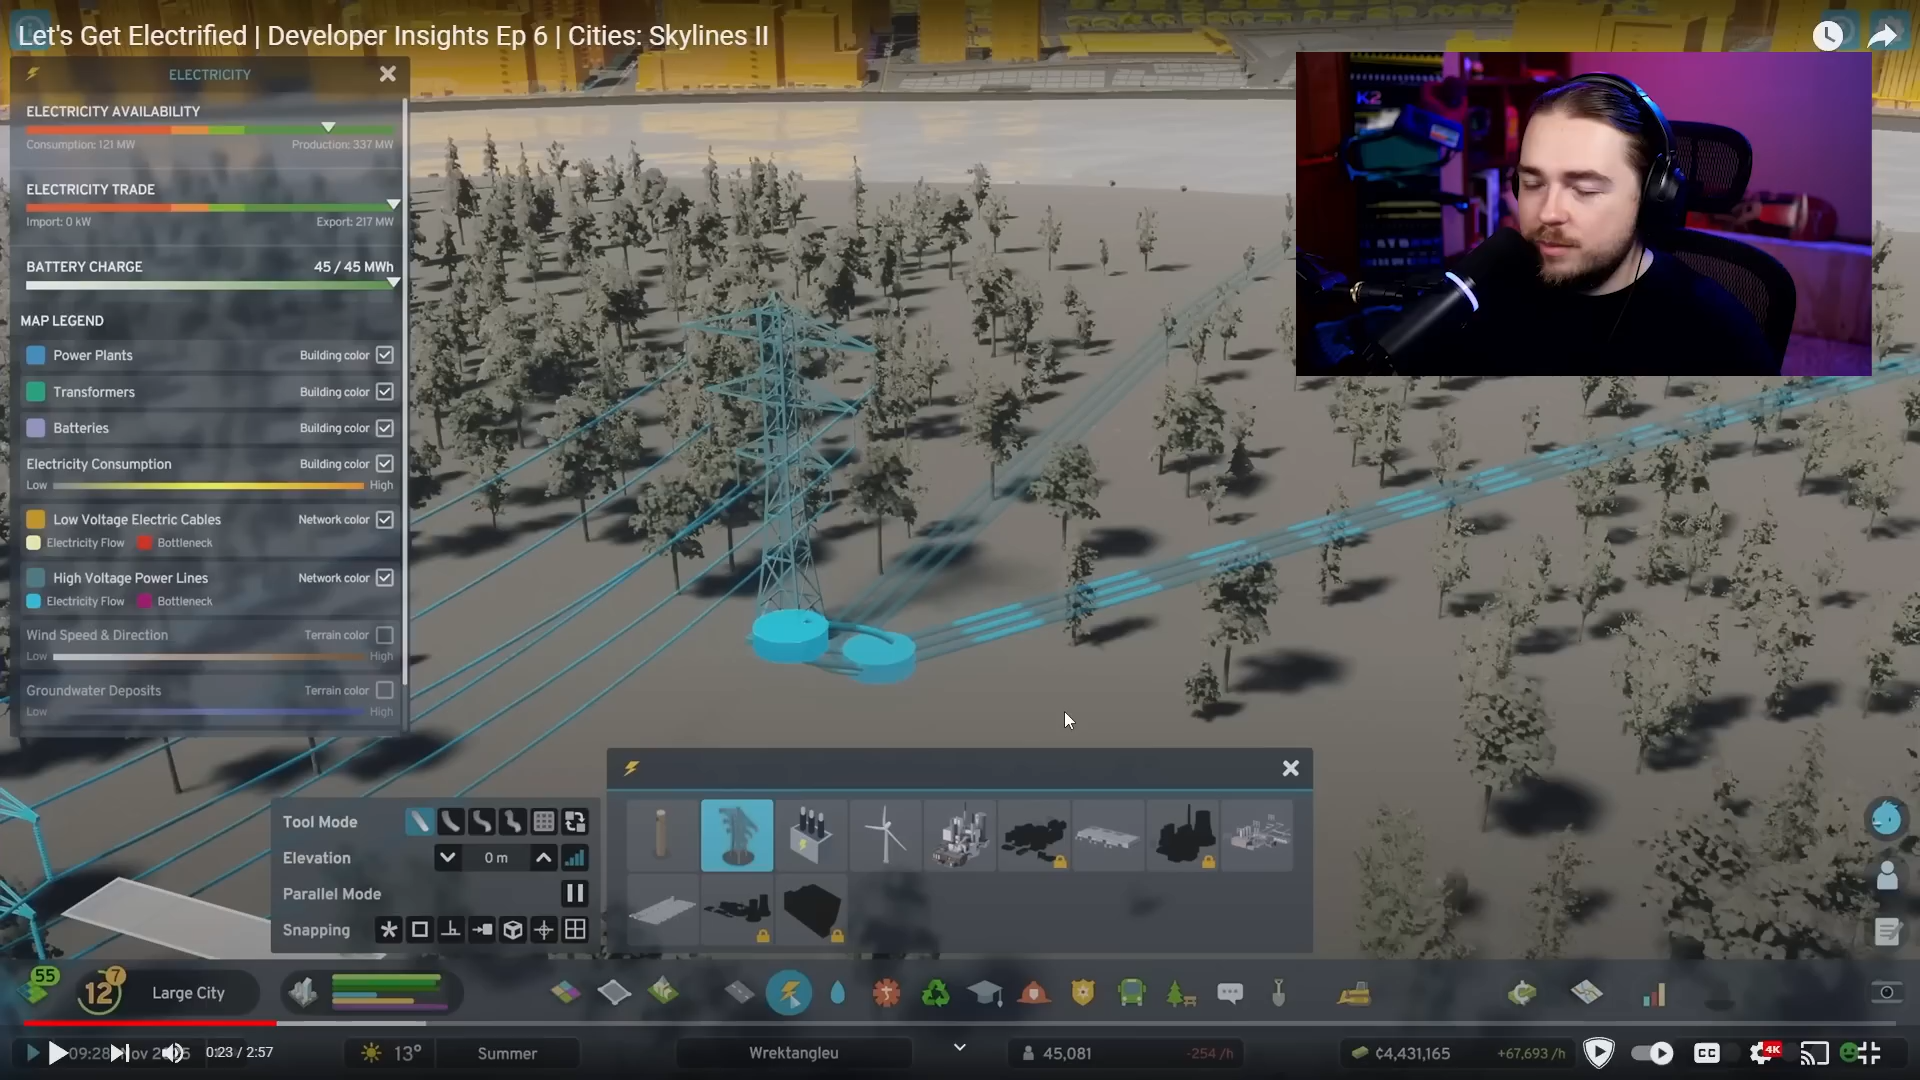 Let's Get Electrified | Developer Insights Ep 6 | Cities: Skylines II
ELECTRICITY
ELECTRICITY AVAILABILITY
Consumption: 121 MW Production: 337 MW
ELECTRICITY TRADE
Import: 0 kW Export: 217 MW
BATTERY CHARGE 45 / 45 MWh
MAP LEGEND
Power Plants Building color
Transformers Building color
Batteries Building color
Electricity Consumption Building color
Low High
Low Voltage Electric Cables Network color
Electricity Flow Bottleneck
High Voltage Power Lines Network color
Electricity Flow Bottleneck
Wind Speed & Direction Terrain color
Low High
Groundwater Deposits Terrain color
Low High
K2
Tool Mode
Elevation 0 m
Parallel Mode
Snapping
55
12 7 Large City
09:28 0:23 / 2:57
13° Summer
Wrektangleu
45,081 -254 /h
¢4,431,165 +67,693 /h
CC
4K